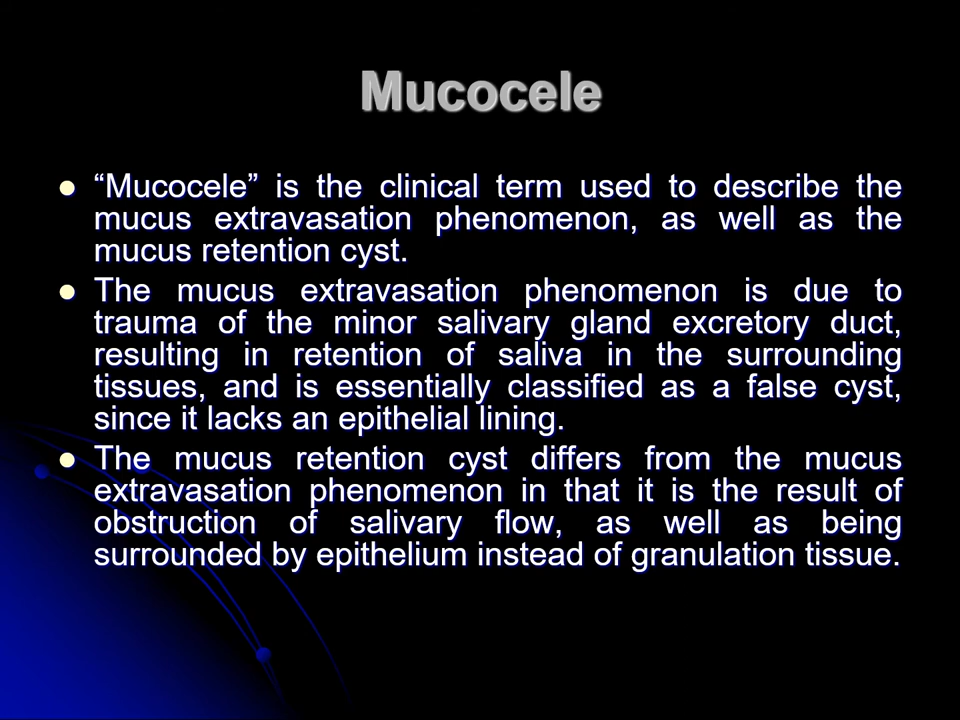 Mucocele
“Mucocele” is the clinical term used to describe the
mucus extravasation phenomenon, as well as the
mucus retention cyst.
The mucus extravasation phenomenon is due to
trauma of the minor salivary gland excretory duct,
resulting in retention of saliva in the surrounding
tissues, and is essentially classified as a false cyst,
since it lacks an epithelial lining.
The mucus retention cyst differs from the mucus
extravasation phenomenon in that it is the result of
obstruction of salivary flow, as well as being
surrounded by epithelium instead of granulation tissue.